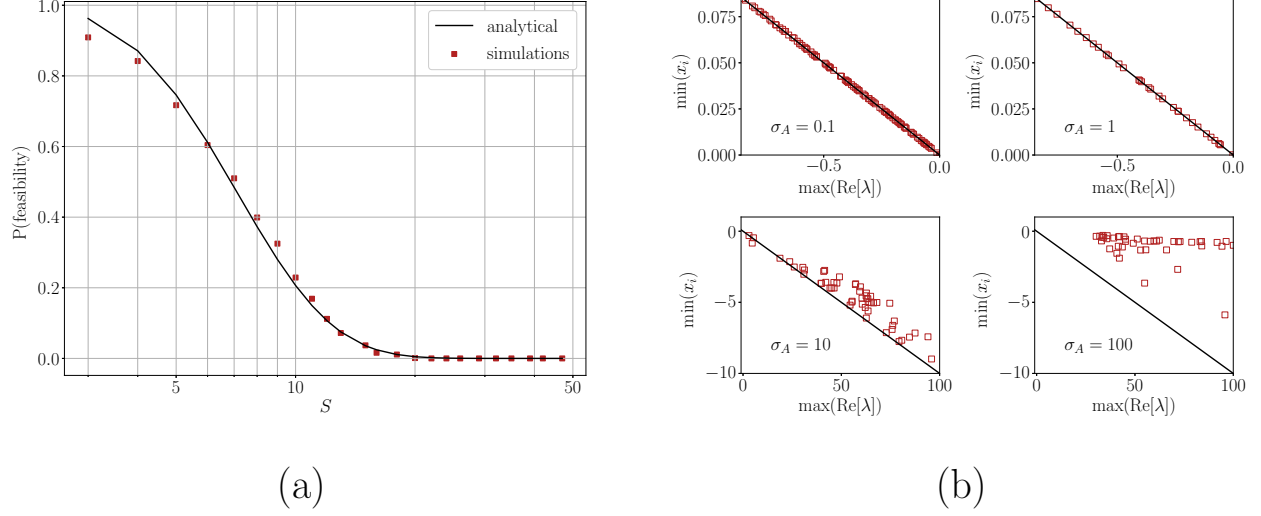 1.0
0.8
0.6
0.4
0.2
0.0
P(feasibility)
analytical
simulations
5
10
50
S
(a)
0.075
0.050
0.025
0.000
min(x_i)
σ_A = 0.1
−0.5
0.0
max(Re[λ])
0.075
0.050
0.025
0.000
min(x_i)
σ_A = 1
−0.5
0.0
max(Re[λ])
0
−5
−10
min(x_i)
σ_A = 10
0
50
100
max(Re[λ])
0
−5
−10
min(x_i)
σ_A = 100
0
50
100
max(Re[λ])
(b)